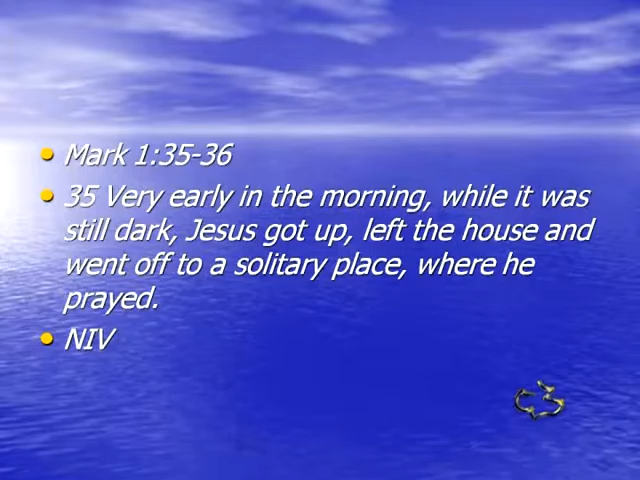 Mark 1:35-36
35 Very early in the morning, while it was
still dark, Jesus got up, left the house and
went off to a solitary place, where he
prayed.
NIV